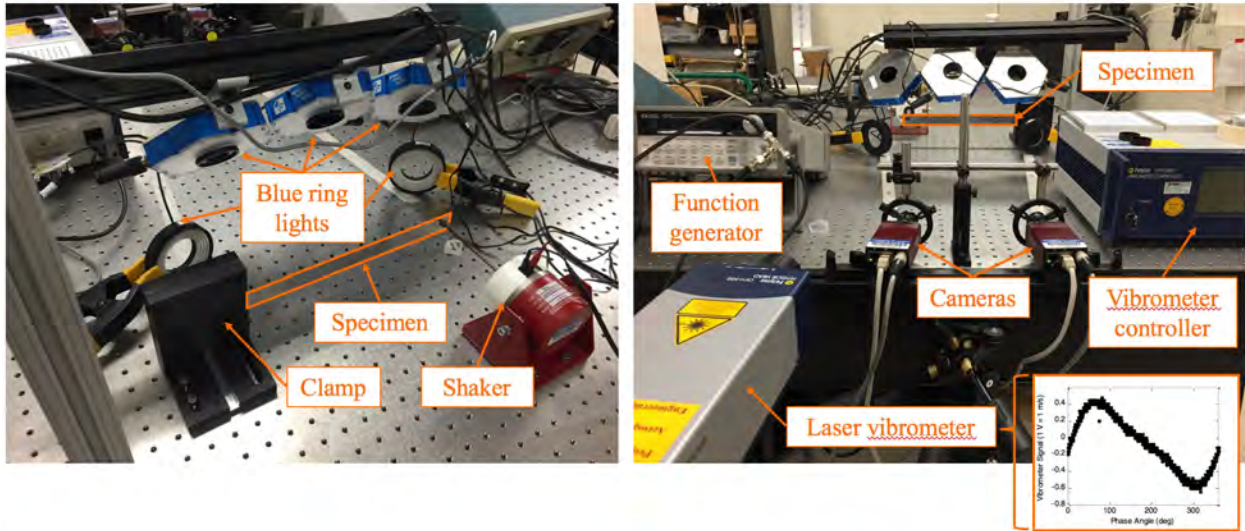 Blue ring
lights
Specimen
Clamp
Shaker
Specimen
Function
generator
Cameras
Vibrometer
controller
Laser vibrometer
Vibrometer Signal (1 V = 1 m/s)
0.4
0.2
0
-0.2
-0.4
-0.6
-0.8
0
100
200
300
Phase Angle (deg)